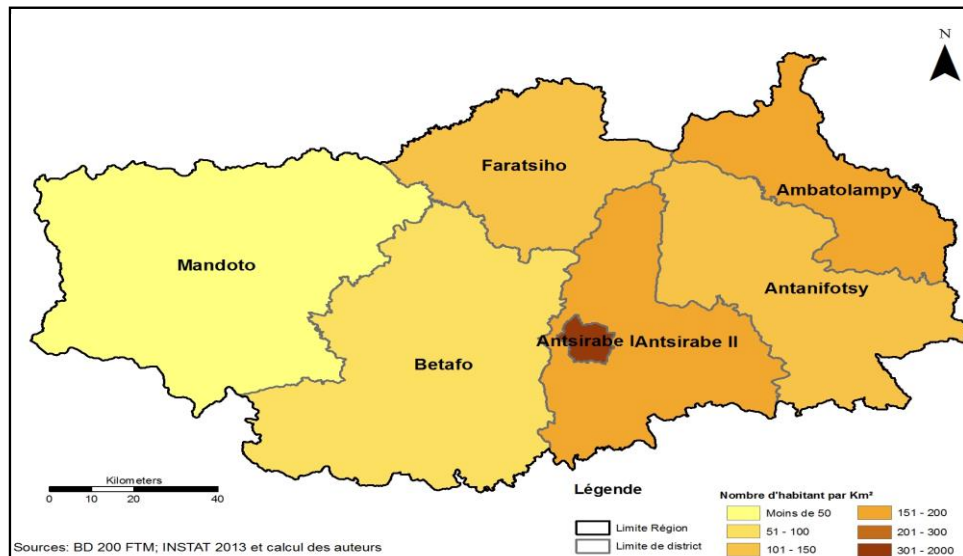 N
Faratsiho
Ambatolampy
Mandoto
Antanifotsy
Antsirabe I Antsirabe II
Betafo
Kilometers
0 10 20 40
Légende
Limite Région
Limite de district
Nombre d'habitant par Km²
Moins de 50
51 - 100
101 - 150
151 - 200
201 - 300
301 - 2000
Sources: BD 200 FTM; INSTAT 2013 et calcul des auteurs